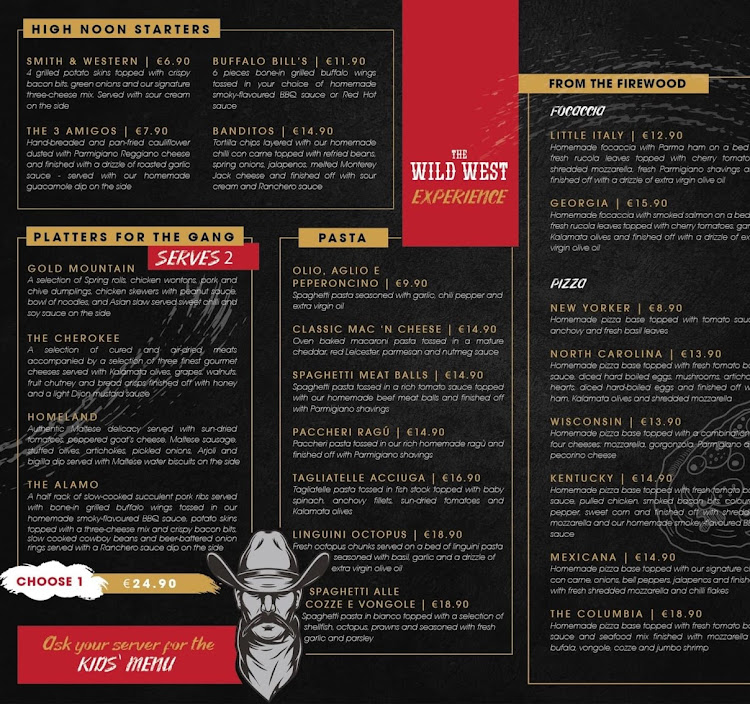 HIGH NOON STARTERS
SMITH & WESTERN | €6.90
4 grilled potato skins topped with crispy
bacon bits, green onions and our signature
three-cheese mix. Served with sour cream
on the side
THE 3 AMIGOS | €7.90
Hand-breaded and pan-fried cauliflower
dusted with Parmigiano Reggiano cheese
and finished with a drizzle of roasted garlic
sauce - served with our homemade
guacamole dip on the side
BUFFALO BILL'S | €11.90
6 pieces bone-in grilled buffalo wings
tossed in your choice of homemade
smoky-flavoured BBQ sauce or Red Hot
sauce
BANDITOS | €14.90
Tortilla chips layered with our homemade
chilli con carne topped with refried beans,
spring onions, jalapenos, melted Monterey
Jack cheese and finished off with sour
cream and Ranchero sauce
THE
WILD WEST
EXPERIENCE
PLATTERS FOR THE GANG
SERVES 2
GOLD MOUNTAIN
A selection of Spring rolls, chicken wontons, pork and
chive dumplings, chicken skewers with peanut sauce,
bowl of noodles, and Asian slaw served sweet chilli and
soy sauce on the side
THE CHEROKEE
A selection of cured and air-dried meats
accompanied by a selection of three finest gourmet
cheeses served with Kalamata olives, grapes, walnuts,
fruit chutney and bread crisps finished off with honey
and a light Dijon mustard sauce
HOMELAND
Authentic Maltese delicacy served with sun-dried
tomatoes, peppered goat's cheese, Maltese sausage,
stuffed olives, artichokes, pickled onions, Arjoli and
bigilla dip served with Maltese water biscuits on the side
THE ALAMO
A half rack of slow-cooked succulent pork ribs served
with bone-in grilled buffalo wings tossed in our
homemade smoky-flavoured BBQ sauce, potato skins
topped with a three-cheese mix and crispy bacon bits,
slow cooked cowboy beans and beer-battered onion
rings served with a Ranchero sauce dip on the side
CHOOSE 1
€24.90
Ask your server for the
KIDS' MENU
PASTA
OLIO, AGLIO E
PEPERONCINO | €9.90
Spaghetti pasta seasoned with garlic, chili pepper and
extra virgin oil
CLASSIC MAC 'N CHEESE | €14.90
Oven baked macaroni pasta tossed in a mature
cheddar, red Leicester, parmesan and nutmeg sauce
SPAGHETTI MEAT BALLS | €14.90
Spaghetti pasta tossed in a rich tomato sauce topped
with our homemade beef meat balls and finished off
with Parmigiano shavings
PACCHERI RAGÚ | €14.90
Paccheri pasta tossed in our rich homemade ragú and
finished off with Parmigiano shavings
TAGLIATELLE ACCIUGA | €16.90
Tagliatelle pasta tossed in fish stock topped with baby
spinach, anchovy fillets, sun-dried tomatoes and
Kalamata olives
LINGUINI OCTOPUS | €18.90
Fresh octopus chunks served on a bed of linguini pasta
seasoned with basil, garlic and a drizzle of
extra virgin olive oil
SPAGHETTI ALLE
COZZE E VONGOLE | €18.90
Spaghetti pasta in bianco topped with a selection of
shellfish, octopus, prawns and seasoned with fresh
garlic and parsley
FROM THE FIREWOOD
Focaccia
LITTLE ITALY | €12.90
Homemade focaccia with Parma ham on a bed
fresh rucola leaves topped with cherry tomato
shredded mozzarella, fresh Parmigiano shavings a
finished off with a drizzle of extra virgin olive oil
GEORGIA | €15.90
Homemade focaccia with smoked salmon on a bed
fresh rucola leaves topped with cherry tomatoes, gar
Kalamata olives and finished off with a drizzle of ex
virgin olive oil
PIZZA
NEW YORKER | €8.90
Homemade pizza base topped with tomato sauc
anchovy and fresh basil leaves
NORTH CAROLINA | €13.90
Homemade pizza base topped with fresh tomato ba
sauce, diced hard boiled eggs, mushrooms, articho
hearts, diced hard-boiled eggs and finished off w
ham, Kalamata olives and shredded mozzarella
WISCONSIN | €13.90
Homemade pizza base topped with a combination
four cheeses; mozzarella, gorgonzola, Parmigiano a
pecorino cheese
KENTUCKY | €14.90
Homemade pizza base topped with fresh tomato ba
sauce, pulled chicken, smoked bacon bits, colour
pepper, sweet corn and finished off with shredde
mozzarella and our homemade smokey flavoured BB
sauce
MEXICANA | €14.90
Homemade pizza base topped with our signature c
con carne, onions, bell peppers, jalapenos and finish
with fresh shredded mozzarella and chilli flakes
THE COLUMBIA | €18.90
Homemade pizza base topped with fresh tomato ba
sauce and seafood mix finished with mozzarella
bufala, vongole, cozze and jumbo shrimp